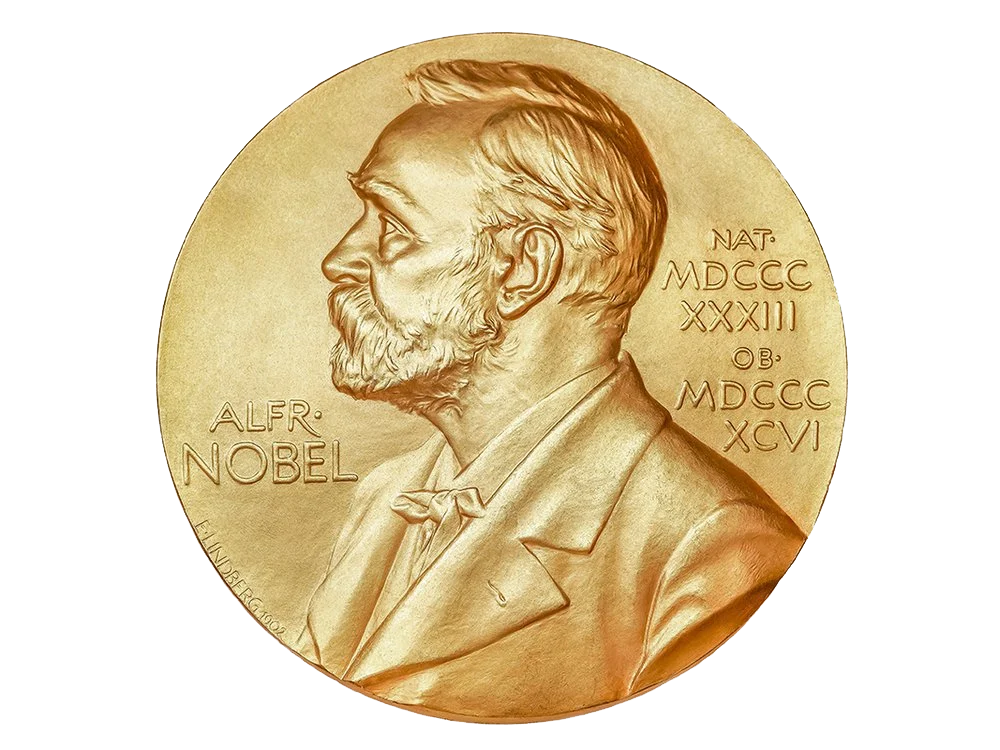 ALFR·
NOBEL
NAT·
MDCCC
XXXIII
OB·
MDCCC
XCVI
E·LINDBERG 1902